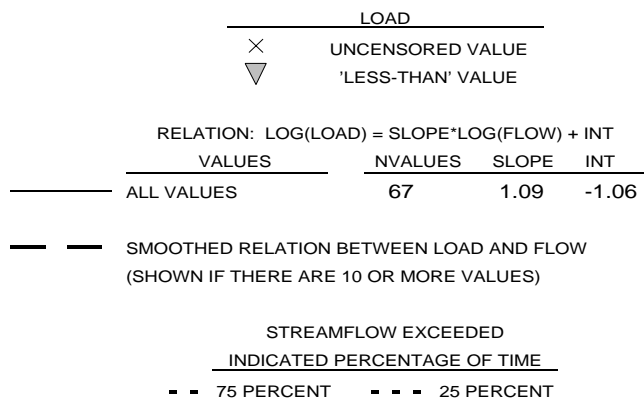 LOAD
UNCENSORED VALUE
'LESS-THAN' VALUE
RELATION: LOG(LOAD) = SLOPE*LOG(FLOW) + INT
VALUES NVALUES SLOPE INT
ALL VALUES 67 1.09 -1.06
SMOOTHED RELATION BETWEEN LOAD AND FLOW
(SHOWN IF THERE ARE 10 OR MORE VALUES)
STREAMFLOW EXCEEDED
INDICATED PERCENTAGE OF TIME
75 PERCENT 25 PERCENT